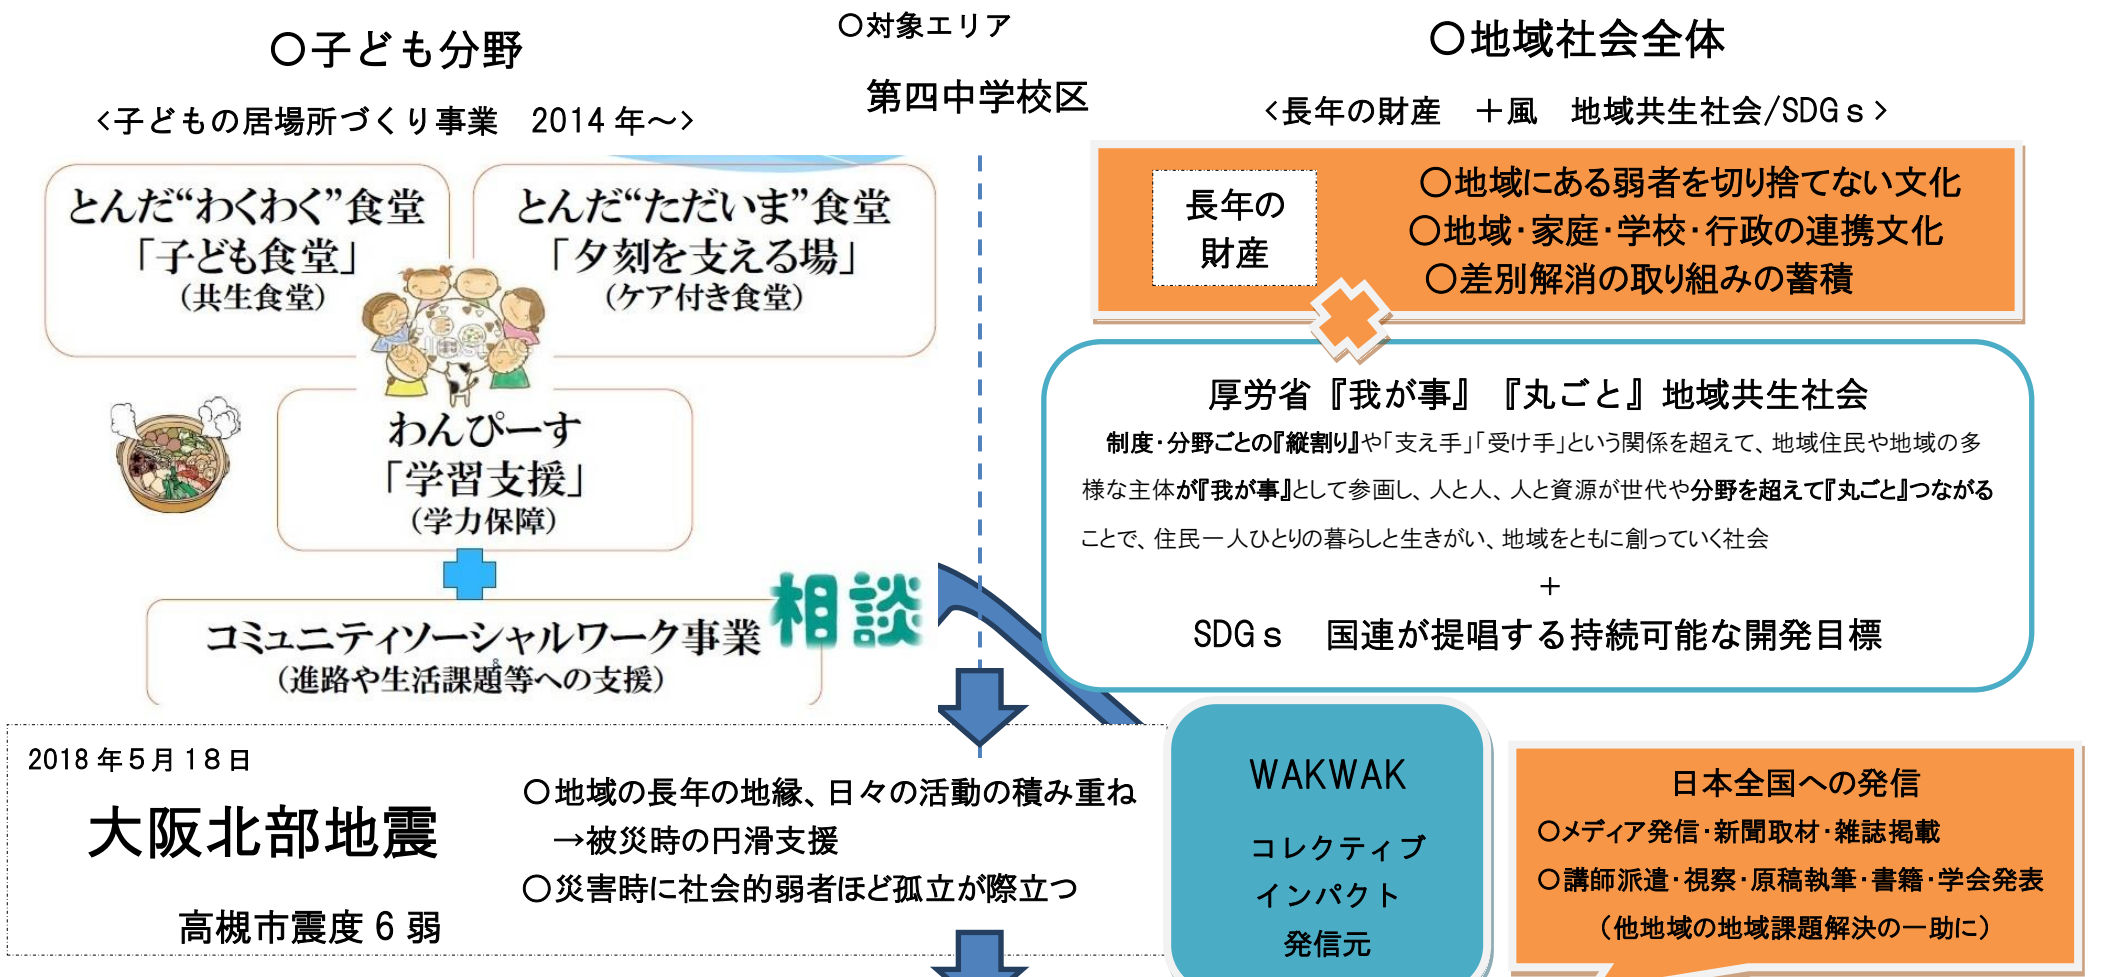 〇子ども分野
<子どもの居場所づくり事業　2014年～>
〇対象エリア
第四中学校区
〇地域社会全体
<長年の財産　＋風　地域共生社会/SDGｓ>
とんだ“わくわく”食堂
「子ども食堂」
（共生食堂）
とんだ“ただいま”食堂
「夕刻を支える場」
（ケア付き食堂）
わんぴーす
「学習支援」
（学力保障）
コミュニティソーシャルワーク事業
（進路や生活課題等への支援）
8
相談
長年の
財産
〇地域にある弱者を切り捨てない文化
〇地域・家庭・学校・行政の連携文化
〇差別解消の取り組みの蓄積
厚労省『我が事』『丸ごと』地域共生社会
制度・分野ごとの『縦割り』や「支え手」「受け手」という関係を超えて、地域住民や地域の多
様な主体が『我が事』として参画し、人と人、人と資源が世代や分野を超えて『丸ごと』つながる
ことで、住民一人ひとりの暮らしと生きがい、地域をともに創っていく社会
＋
SDGｓ　国連が提唱する持続可能な開発目標
2018年５月１８日
大阪北部地震
高槻市震度6弱
〇地域の長年の地縁、日々の活動の積み重ね
→被災時の円滑支援
〇災害時に社会的弱者ほど孤立が際立つ
WAKWAK
コレクティブ
インパクト
発信元
日本全国への発信
〇メディア発信・新聞取材・雑誌掲載
〇講師派遣・視察・原稿執筆・書籍・学会発表
（他地域の地域課題解決の一助に）